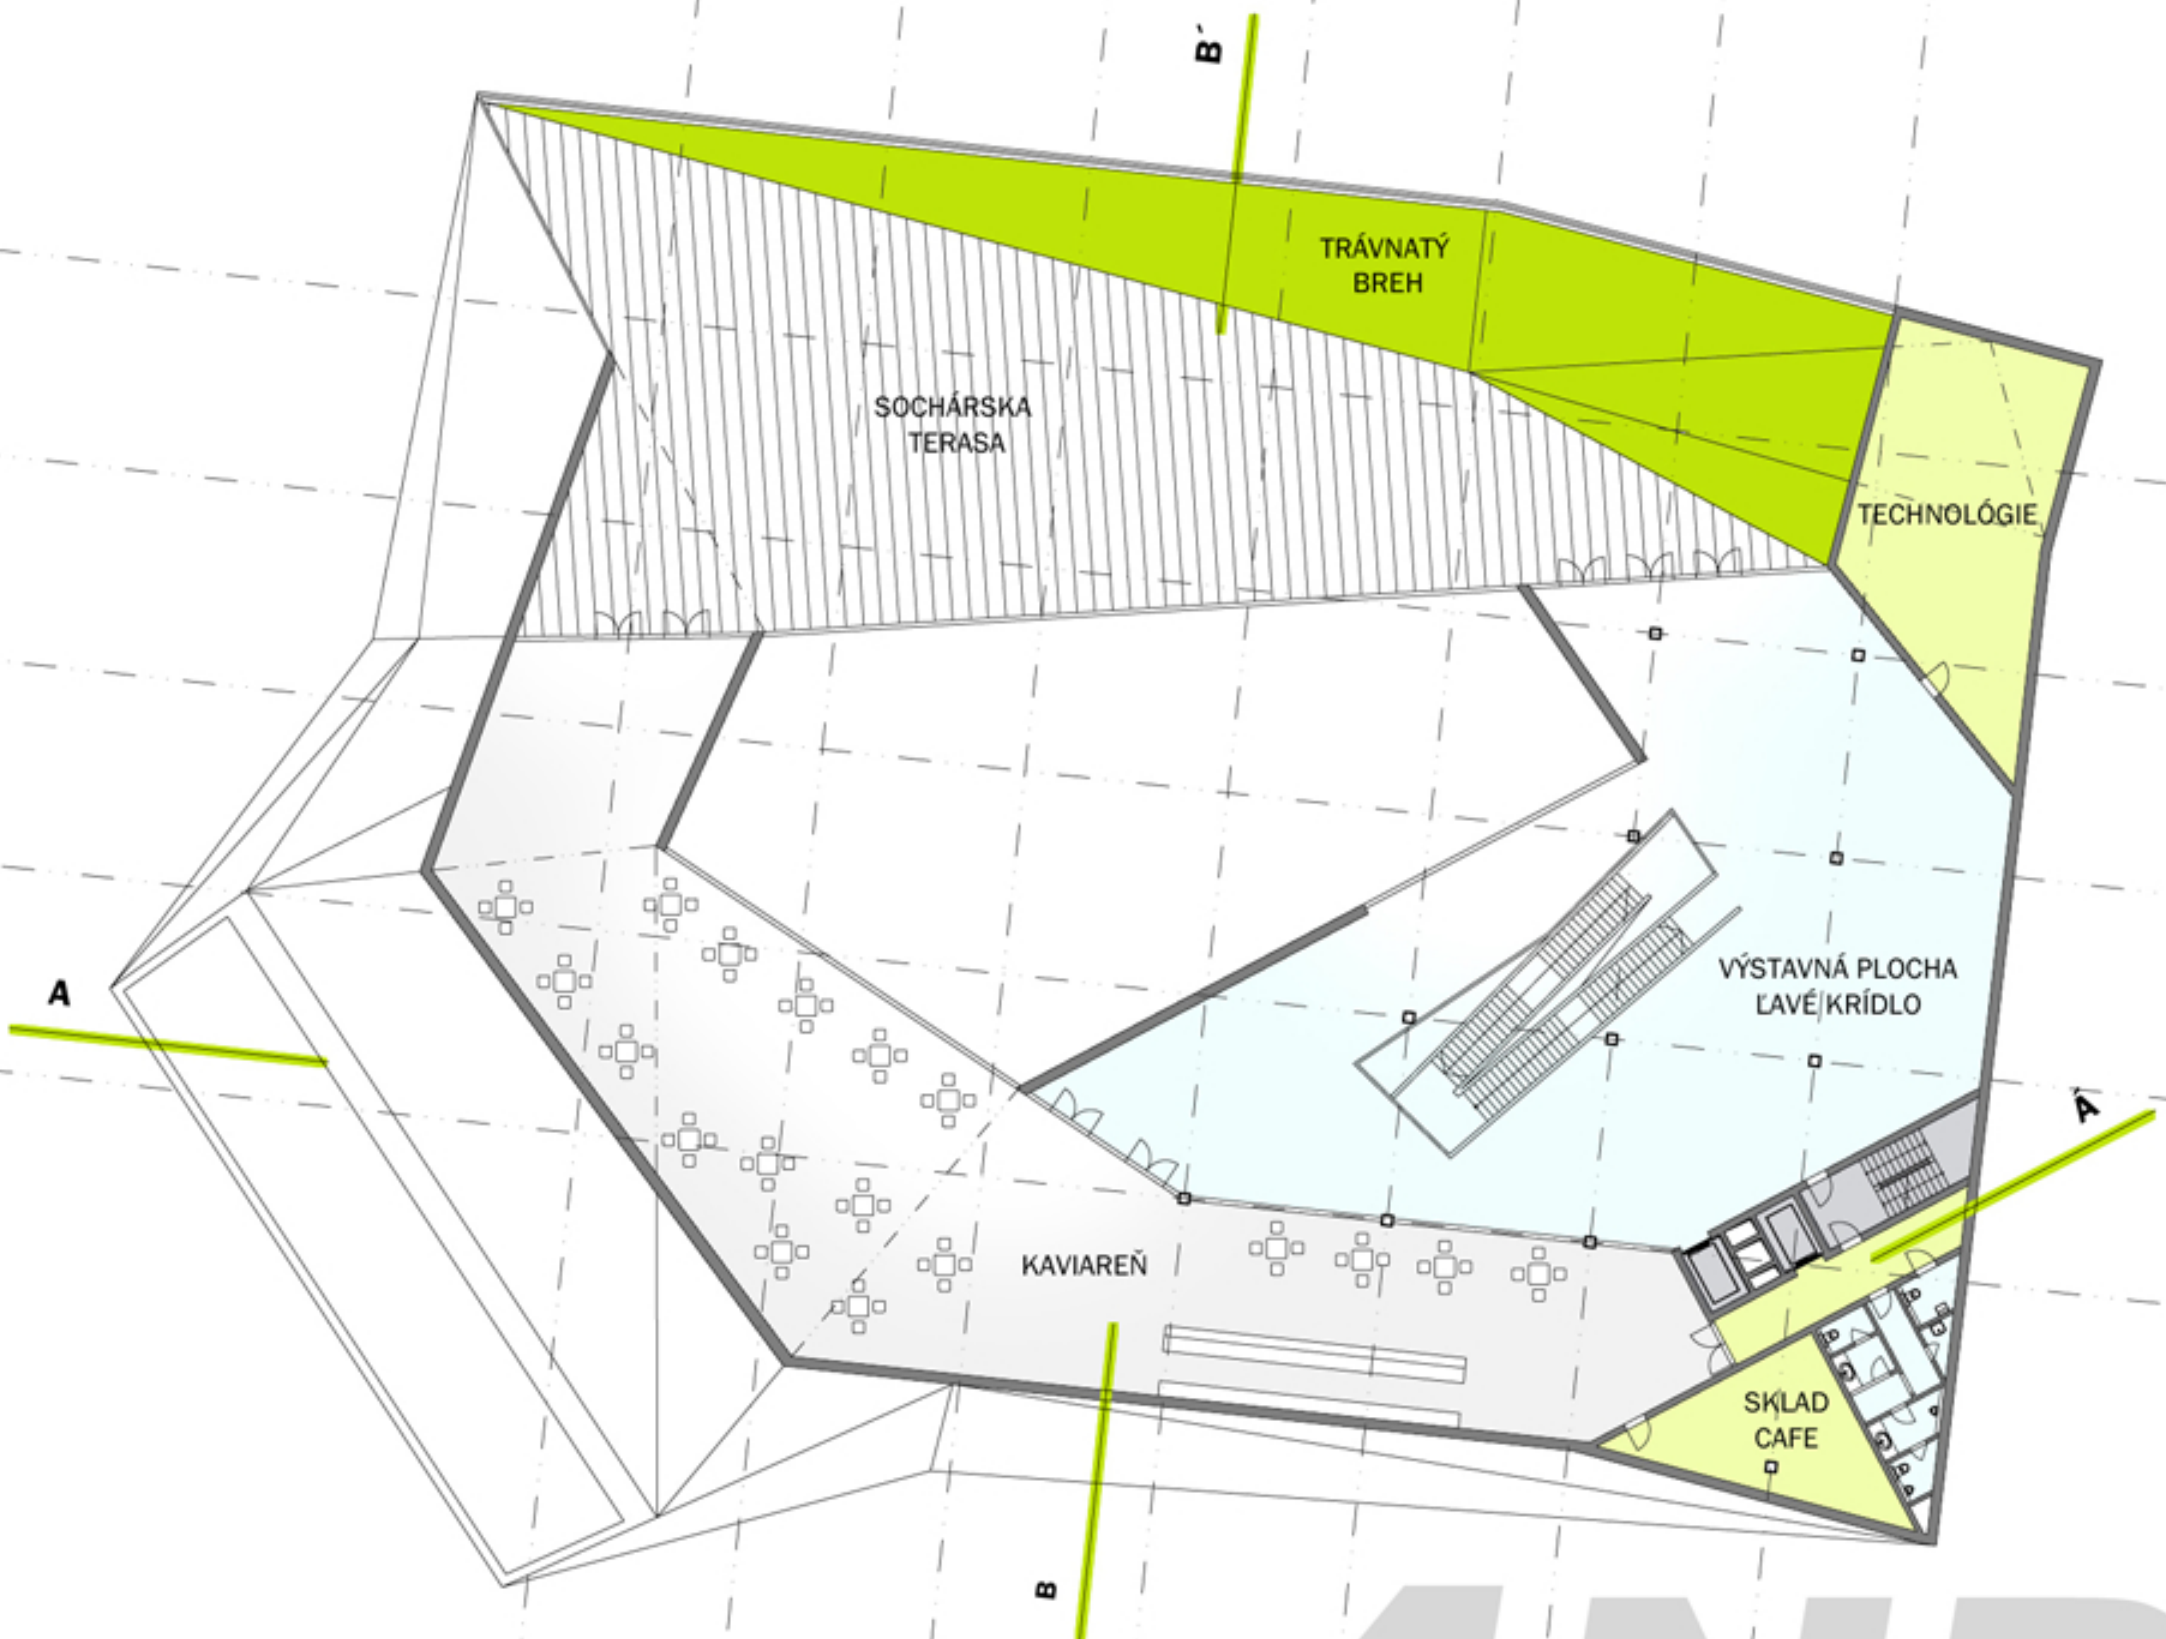 B´
TRÁVNATÝ
BREH
SOCHÁRSKA
TERASA
TECHNOLÓGIE
VÝSTAVNÁ PLOCHA
ĽAVÉ KRÍDLO
A
A´
KAVIAREŇ
SKLAD
CAFE
B